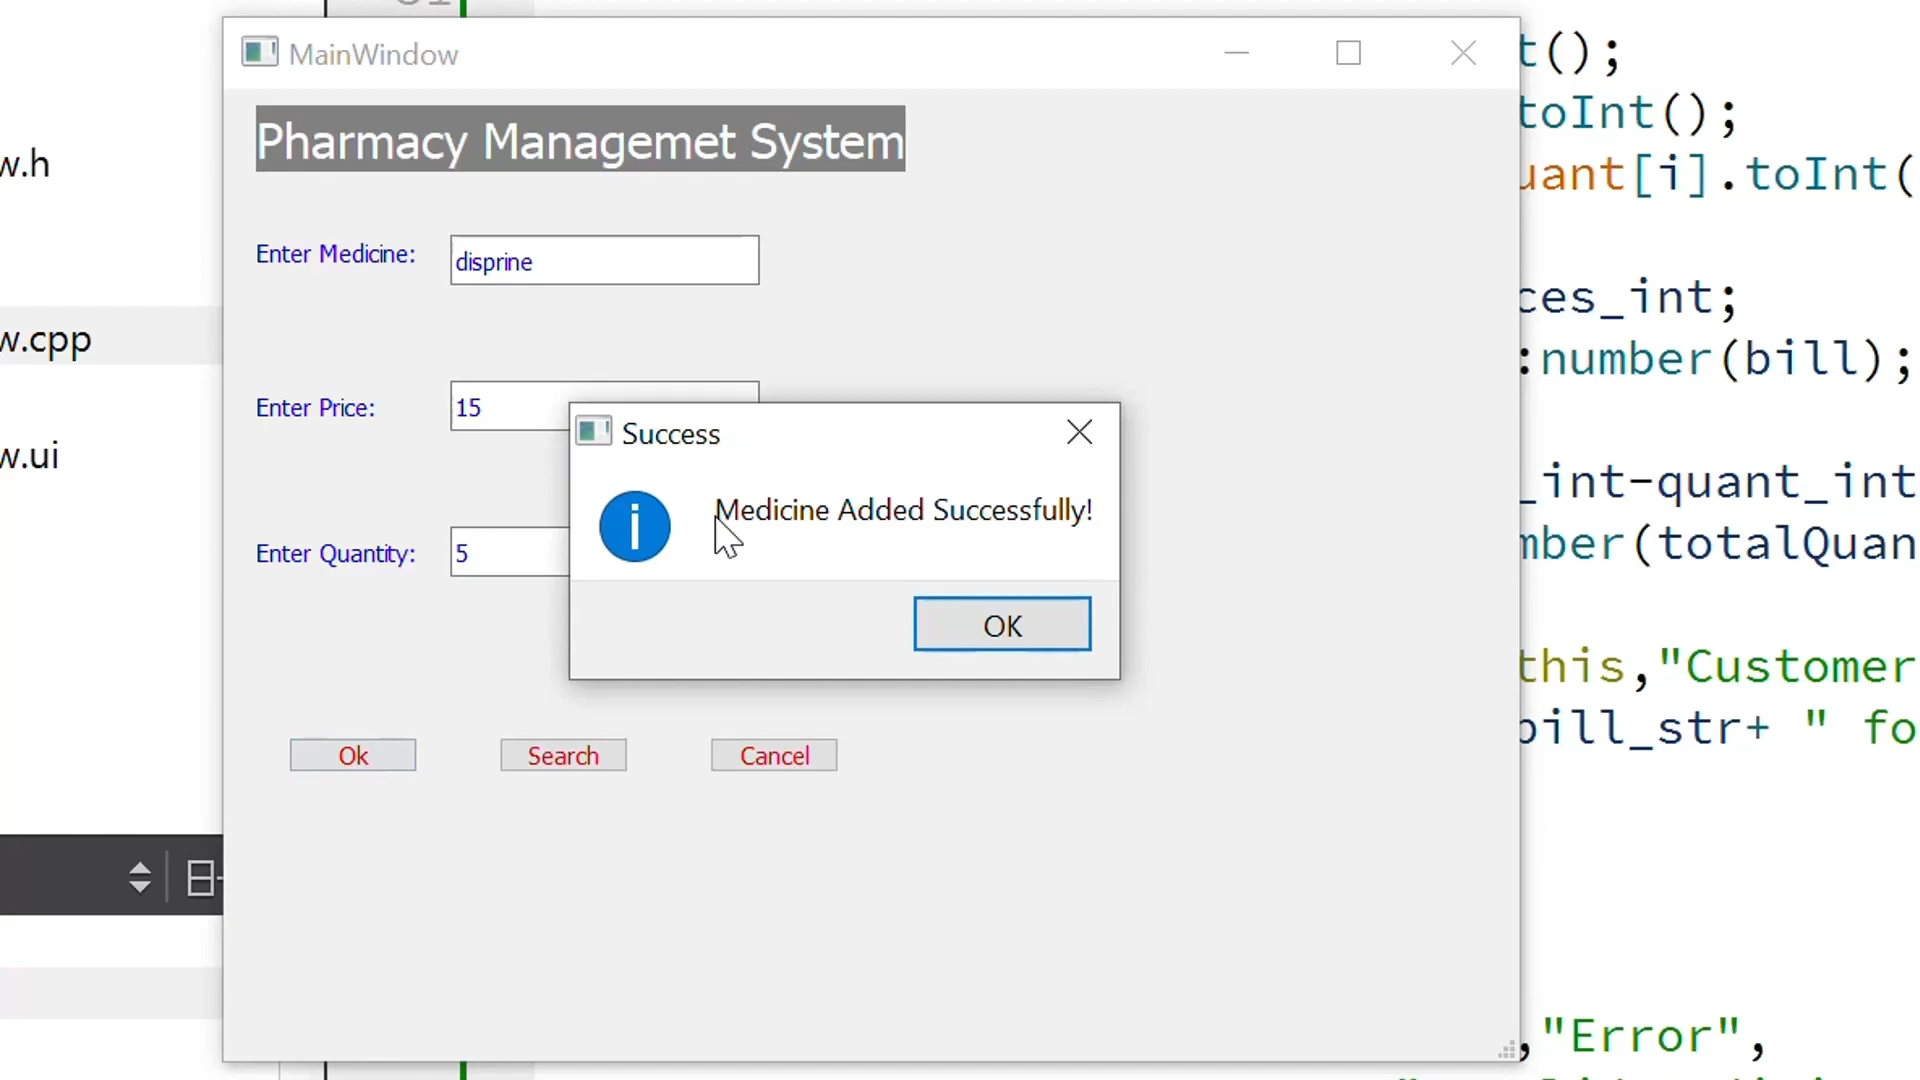 MainWindow
t();
Pharmacy Managemet System
toInt();
w.h
uant[i].toInt(
Enter Medicine:
disprine
ces_int;
w.cpp
:number(bill);
Enter Price:
15
Success
w.ui
_int-quant_int
Medicine Added Successfully!
Enter Quantity:
5
mber(totalQuan
OK
this,"Customer
bill_str+ " fo
Ok
Search
Cancel
,"Error",